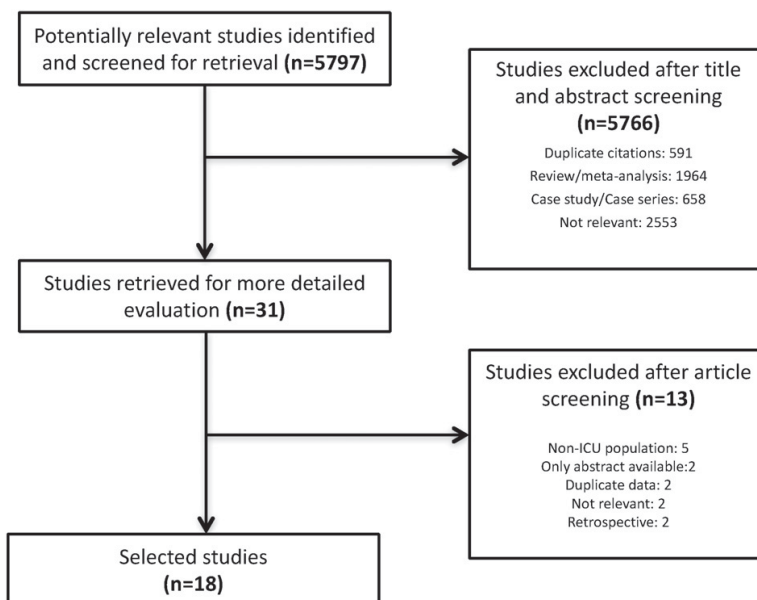 Potentially relevant studies identified
and screened for retrieval (n=5797)
Studies excluded after title
and abstract screening
(n=5766)
Duplicate citations: 591
Review/meta-analysis: 1964
Case study/Case series: 658
Not relevant: 2553
Studies retrieved for more detailed
evaluation (n=31)
Studies excluded after article
screening (n=13)
Non-ICU population: 5
Only abstract available:2
Duplicate data: 2
Not relevant: 2
Retrospective: 2
Selected studies
(n=18)